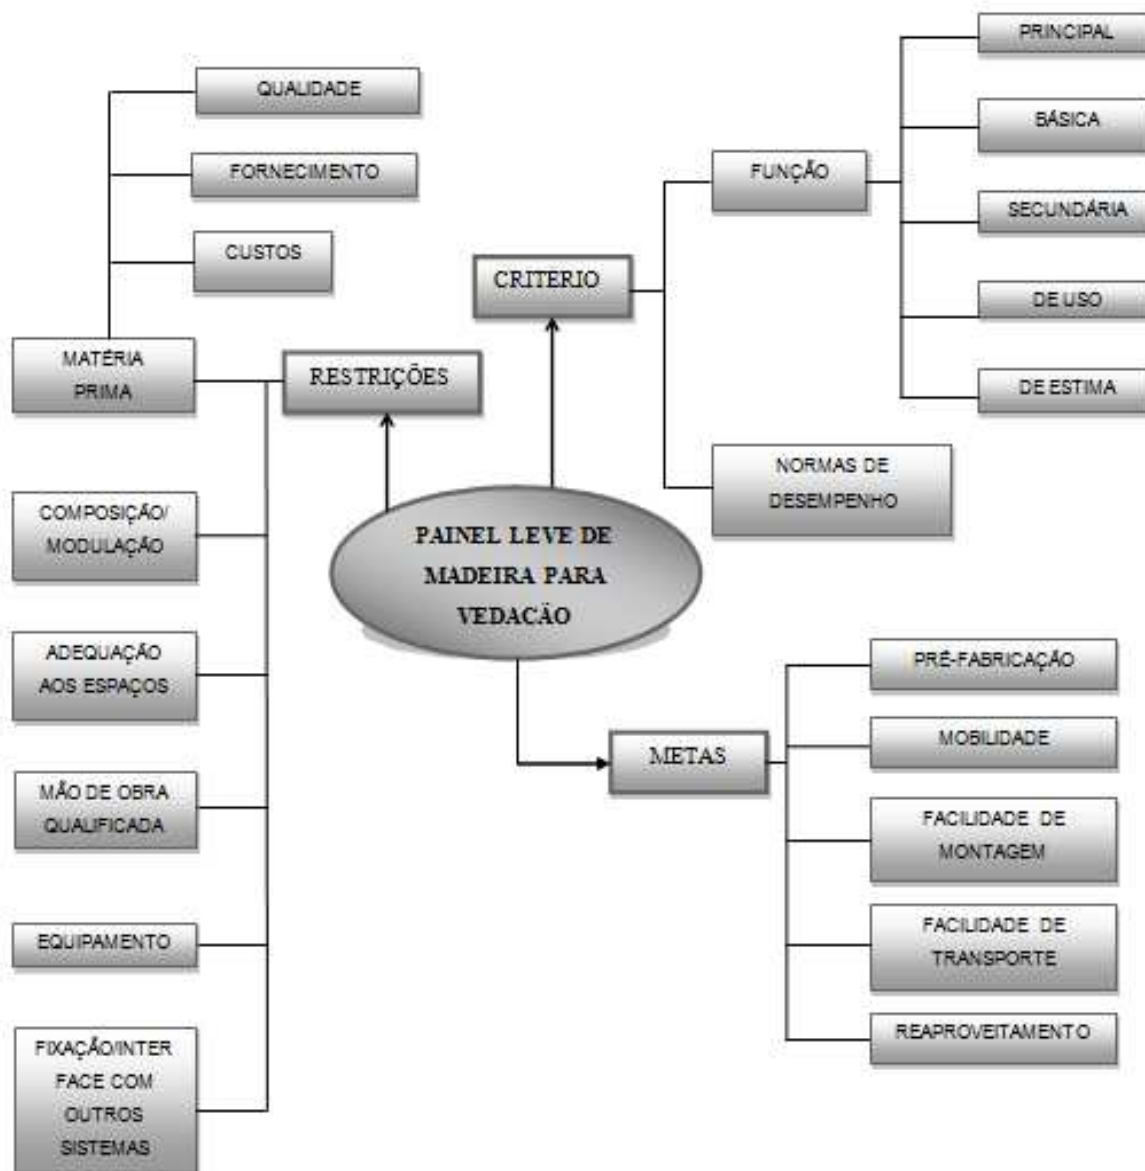 PRINCIPAL
QUALIDADE
BÁSICA
FORNECIMENTO
FUNÇÃO
SECUNDÁRIA
CUSTOS
CRITÉRIO
DE USO
MATÉRIA
PRIMA
RESTRIÇÕES
DE ESTIMA
NORMAS DE
DESEMPENHO
COMPOSIÇÃO/
MODULAÇÃO
PAINEL LEVE DE
MADEIRA PARA
VEDAÇÃO
ADEQUAÇÃO
AOS ESPAÇOS
PRÉ-FABRICAÇÃO
MOBILIDADE
METAS
MÃO DE OBRA
QUALIFICADA
FACILIDADE DE
MONTAGEM
EQUIPAMENTO
FACILIDADE DE
TRANSPORTE
REAPROVEITAMENTO
FIXAÇÃO/INTER
FACE COM
OUTROS
SISTEMAS